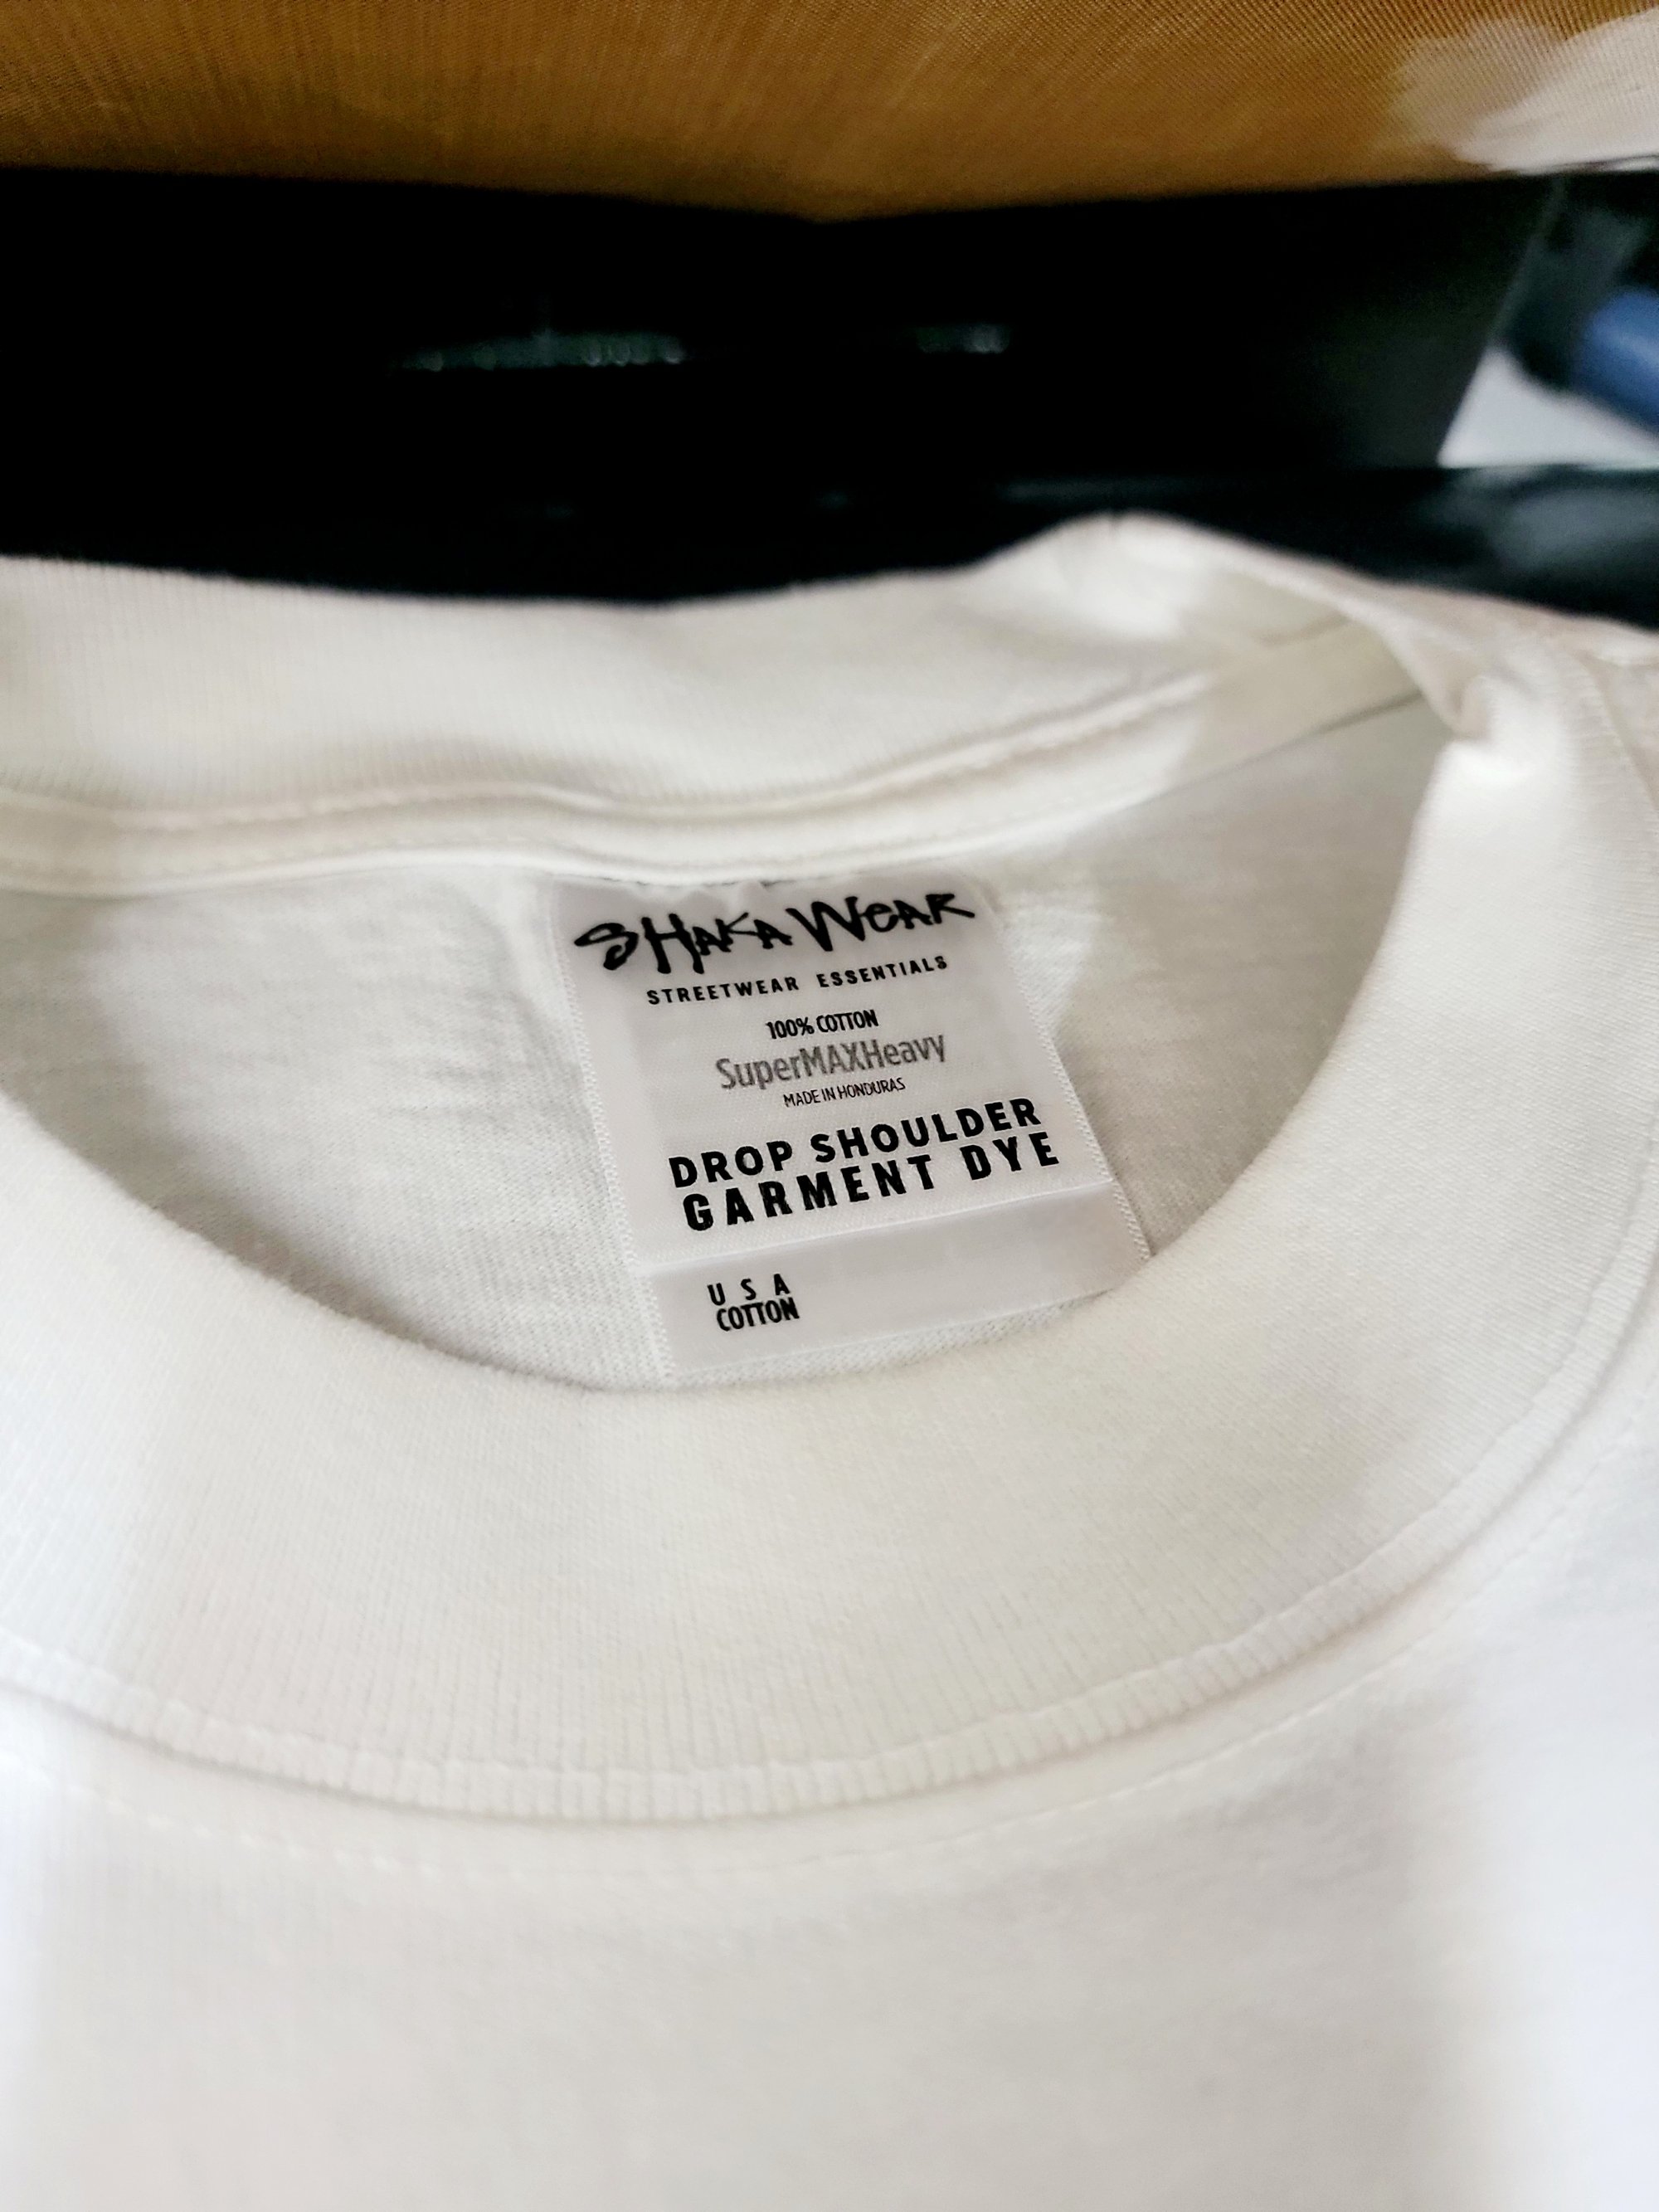 SHAKA WEAR
STREETWEAR ESSENTIALS
100% COTTON
SuperMAXHeavy
MADE IN HONDURAS
DROP SHOULDER
GARMENT DYE
U S A
COTTON